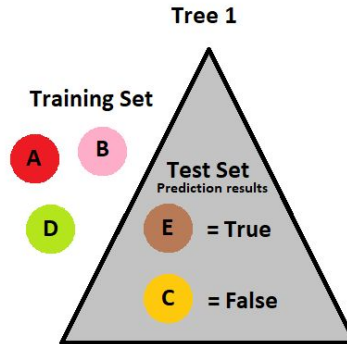 Tree 1
Training Set
A
B
D
Test Set
Prediction results
E = True
C = False